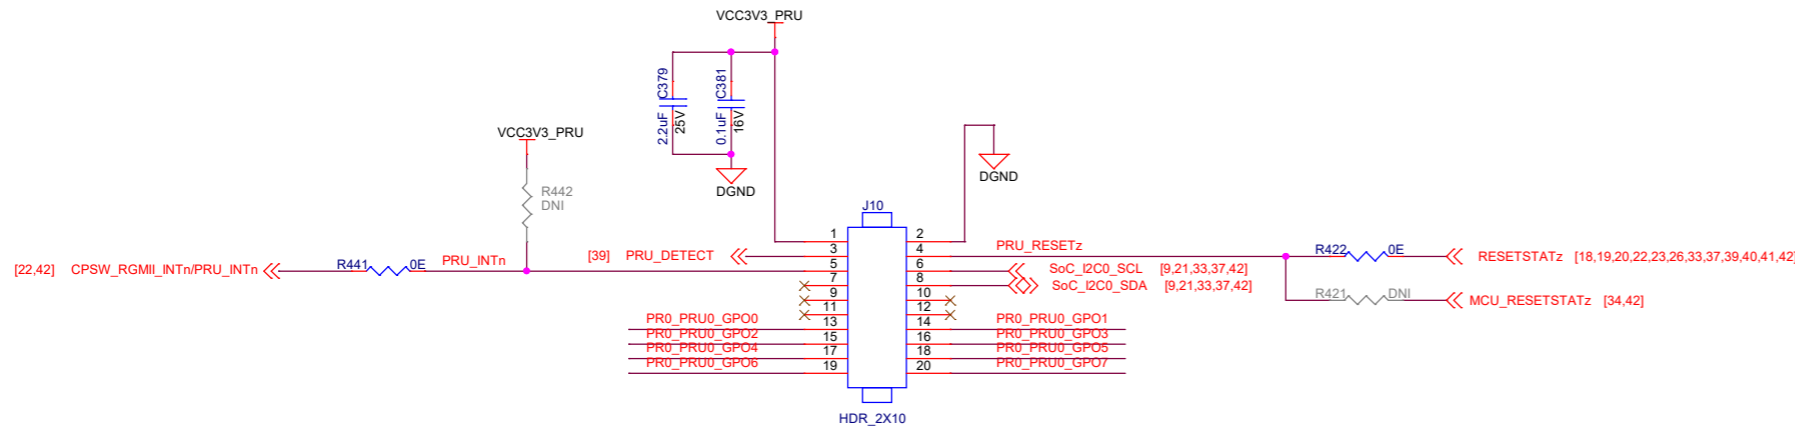 VCC3V3_PRU
C379
2.2uF
25V
C381
0.1uF
16V
DGND
VCC3V3_PRU
R442
DNI
DGND
J10
1 2
3 4
5 6
7 8
9 10
11 12
13 14
15 16
17 18
19 20
HDR_2X10
[22,42] CPSW_RGMII_INTn/PRU_INTn
R441 0E
PRU_INTn
[39] PRU_DETECT
PRU_RESETz
R422 0E
RESETSTATz [18,19,20,22,23,26,33,37,39,40,41,42]
SoC_I2C0_SCL [9,21,33,37,42]
SoC_I2C0_SDA [9,21,33,37,42]
R421 DNI
MCU_RESETSTATz [34,42]
PR0_PRU0_GPO0 PR0_PRU0_GPO1
PR0_PRU0_GPO2 PR0_PRU0_GPO3
PR0_PRU0_GPO4 PR0_PRU0_GPO5
PR0_PRU0_GPO6 PR0_PRU0_GPO7